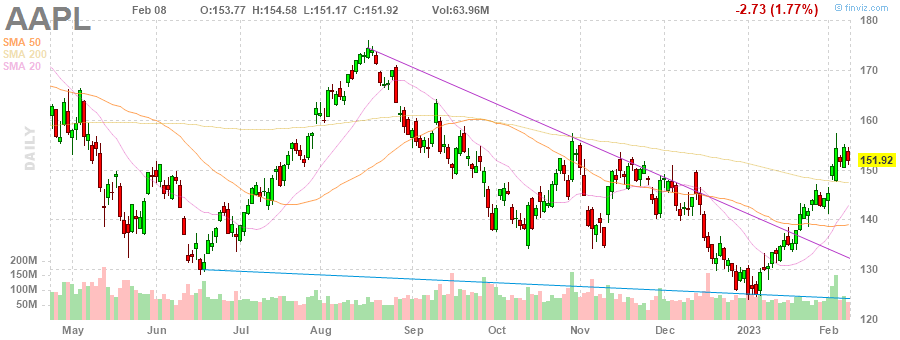 AAPL
Feb 08 O:153.77 H:154.58 L:151.17 C:151.92 Vol:63.96M -2.73 (1.77%) finviz.com
SMA 50
SMA 200
SMA 20
DAILY
180
170
160
151.92
150
140
130
120
200M
150M
100M
50M
May Jun Jul Aug Sep Oct Nov Dec 2023 Feb